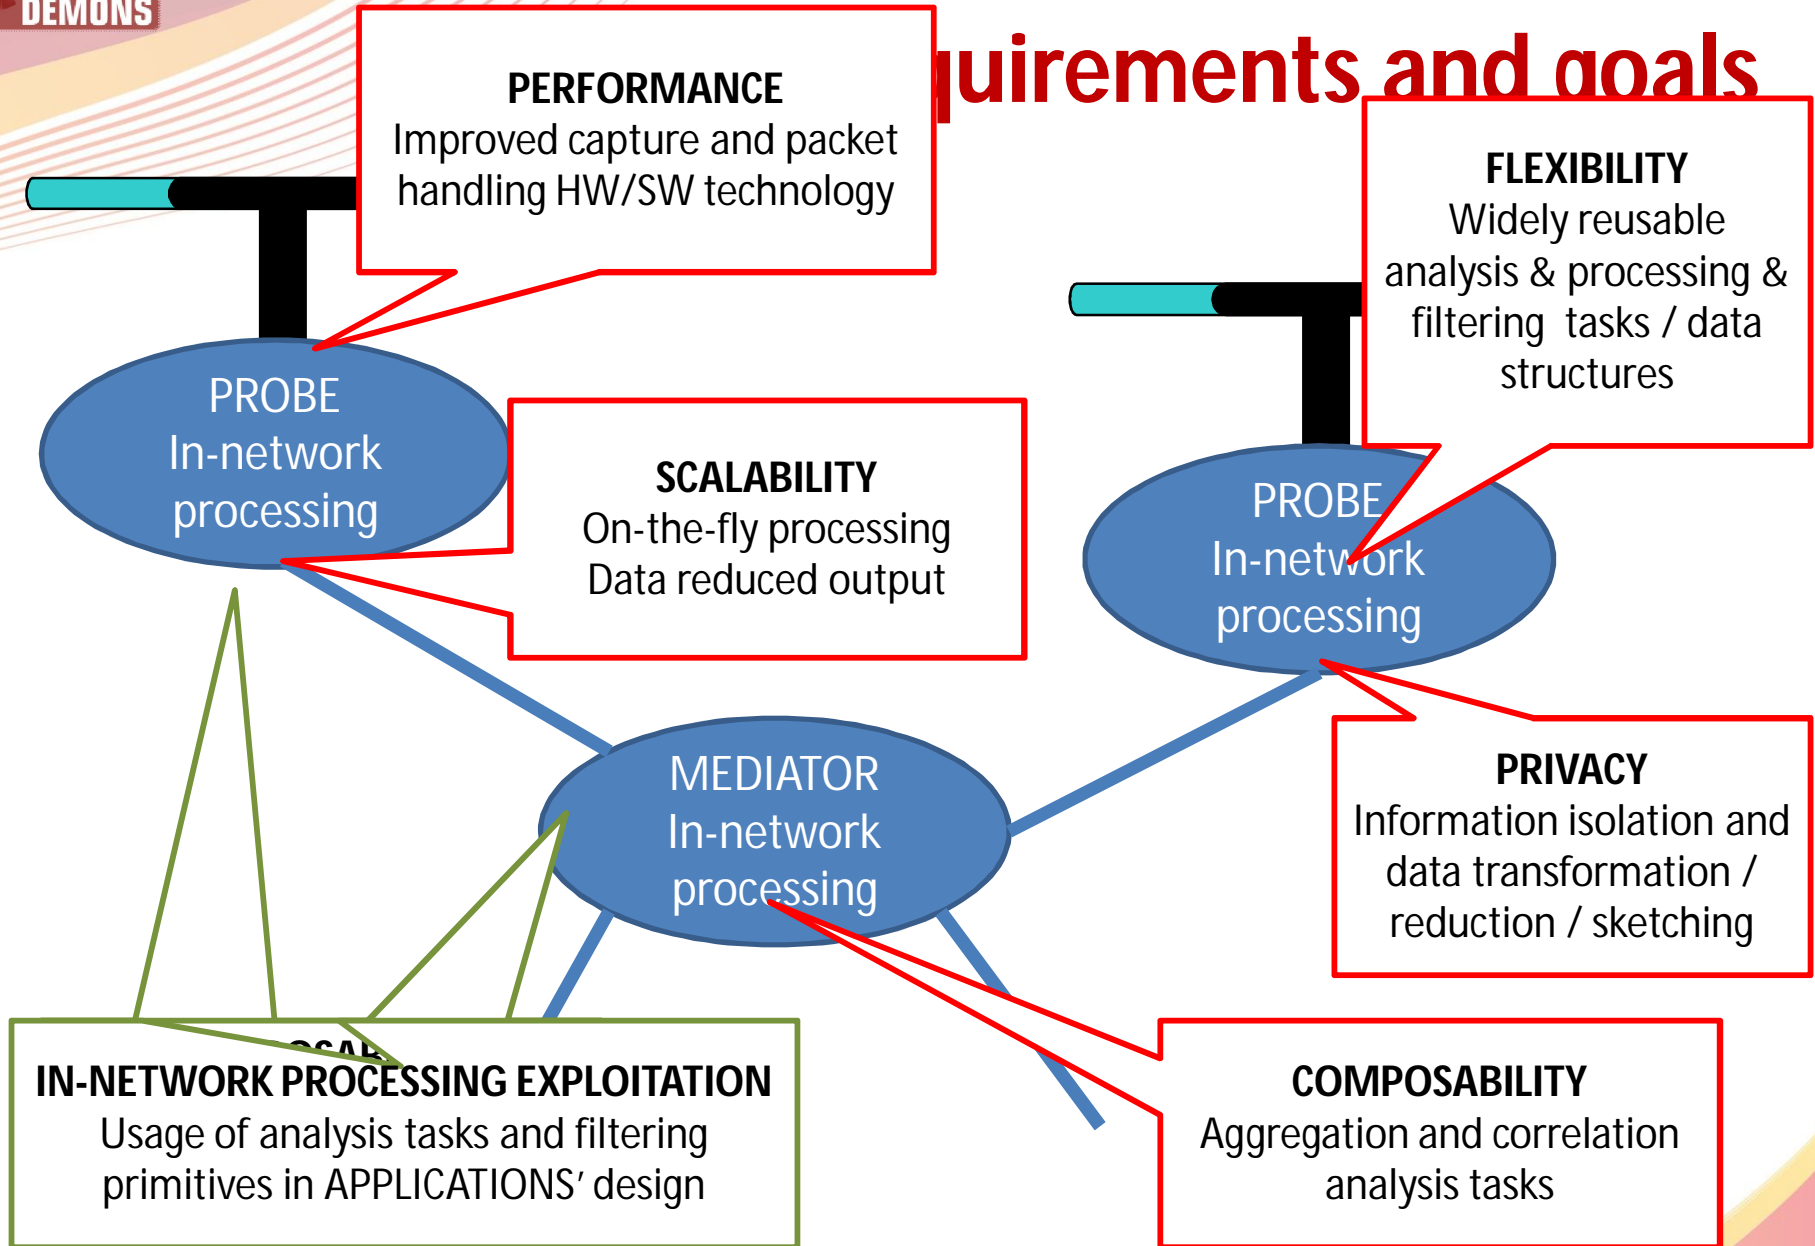 DEMONS
uirements and goals
PERFORMANCE
Improved capture and packet
handling HW/SW technology
FLEXIBILITY
Widely reusable
analysis & processing &
filtering tasks / data
structures
PROBE
In-network
processing
SCALABILITY
On-the-fly processing
Data reduced output
PROBE
In-network
processing
MEDIATOR
In-network
processing
PRIVACY
Information isolation and
data transformation /
reduction / sketching
IN-NETWORK PROCESSING EXPLOITATION
Usage of analysis tasks and filtering
primitives in APPLICATIONS’ design
COMPOSABILITY
Aggregation and correlation
analysis tasks